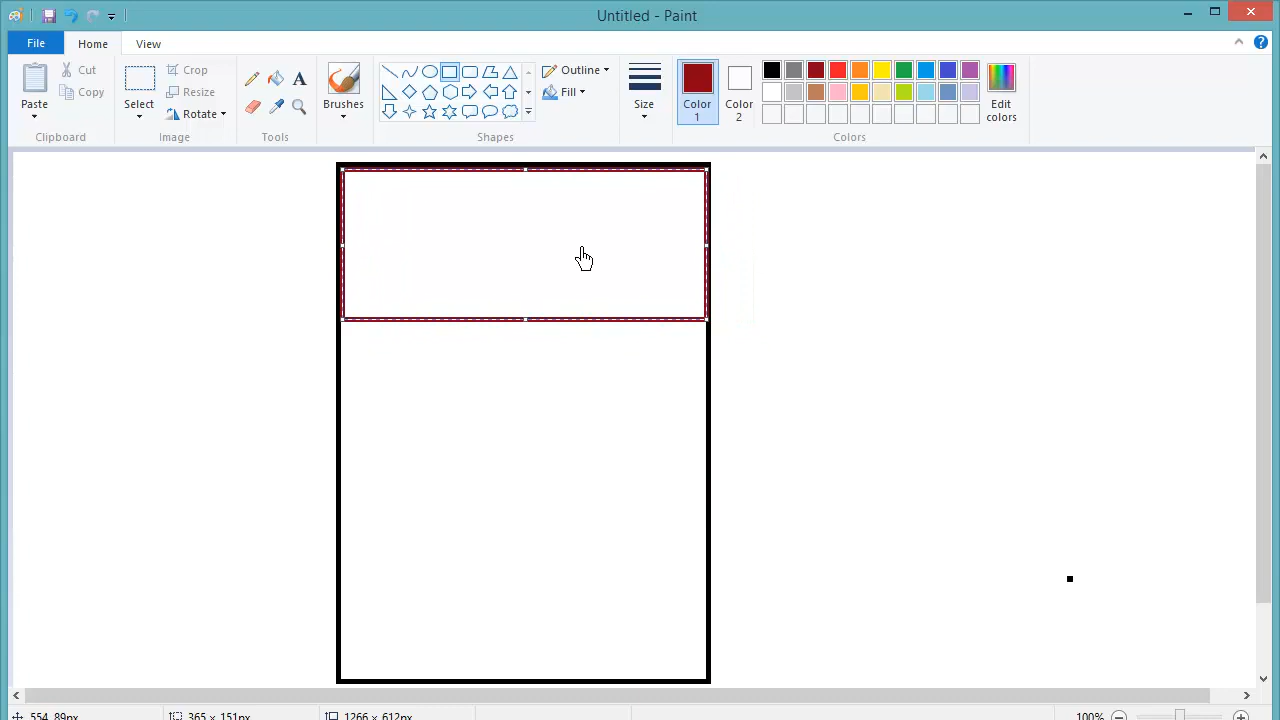 Untitled - Paint
File
Home
View
Paste
Cut
Copy
Clipboard
Select
Crop
Resize
Rotate
Image
Tools
Brushes
Shapes
Outline
Fill
Size
Color 1
Color 2
Edit colors
Colors
554, 89px
365 × 151px
1266 × 612px
100%